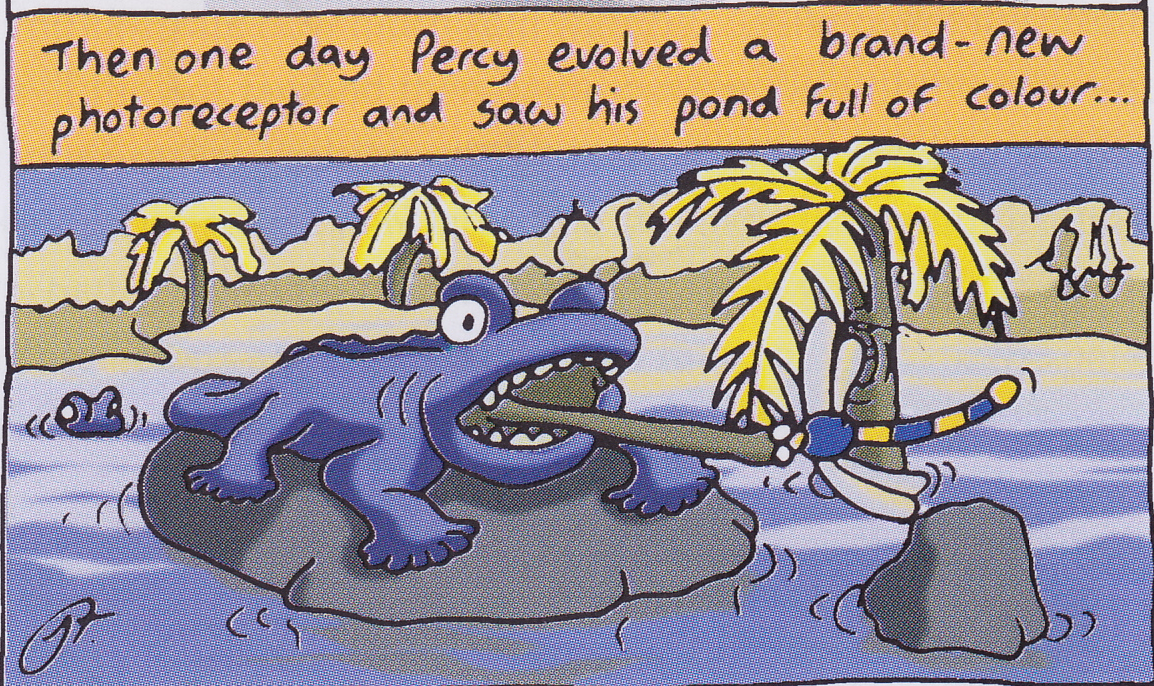 Then one day Percy evolved a brand-new
photoreceptor and saw his pond full of colour...